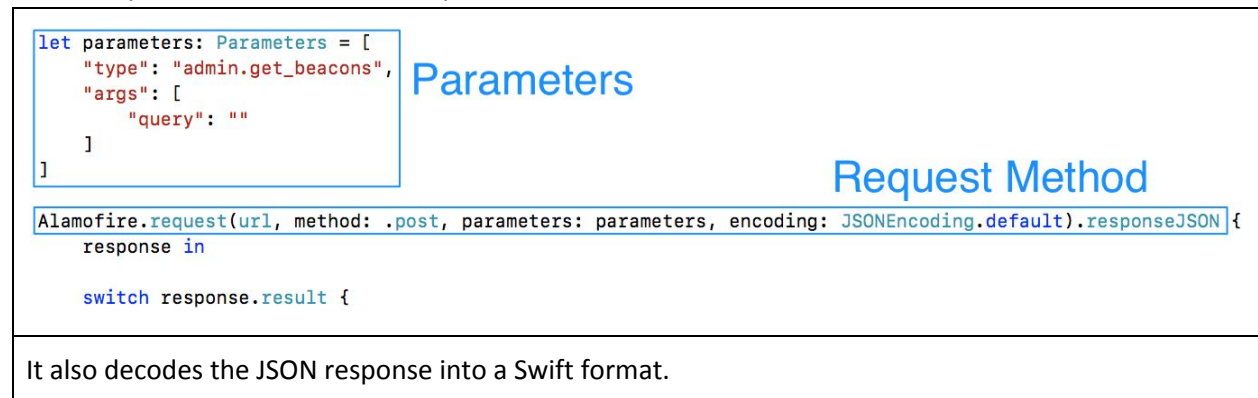 let parameters: Parameters = [
"type": "admin.get_beacons",
"args": [
"query": ""
]
]
Parameters
Request Method
Alamofire.request(url, method: .post, parameters: parameters, encoding: JSONEncoding.default).responseJSON {
response in
switch response.result {
It also decodes the JSON response into a Swift format.